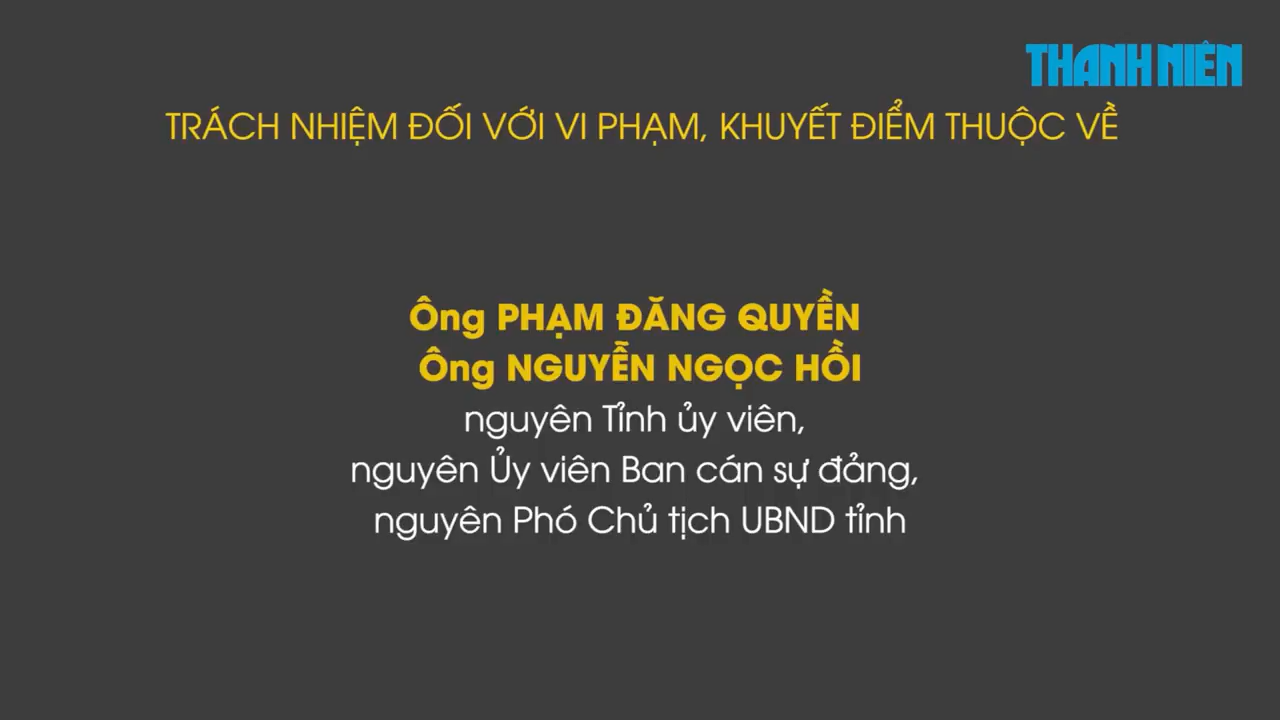 THANH NIÊN
TRÁCH NHIỆM ĐỐI VỚI VI PHẠM, KHUYẾT ĐIỂM THUỘC VỀ
Ông PHẠM ĐĂNG QUYỀN
Ông NGUYỄN NGỌC HỒI
nguyên Tỉnh ủy viên,
nguyên Ủy viên Ban cán sự đảng,
nguyên Phó Chủ tịch UBND tỉnh